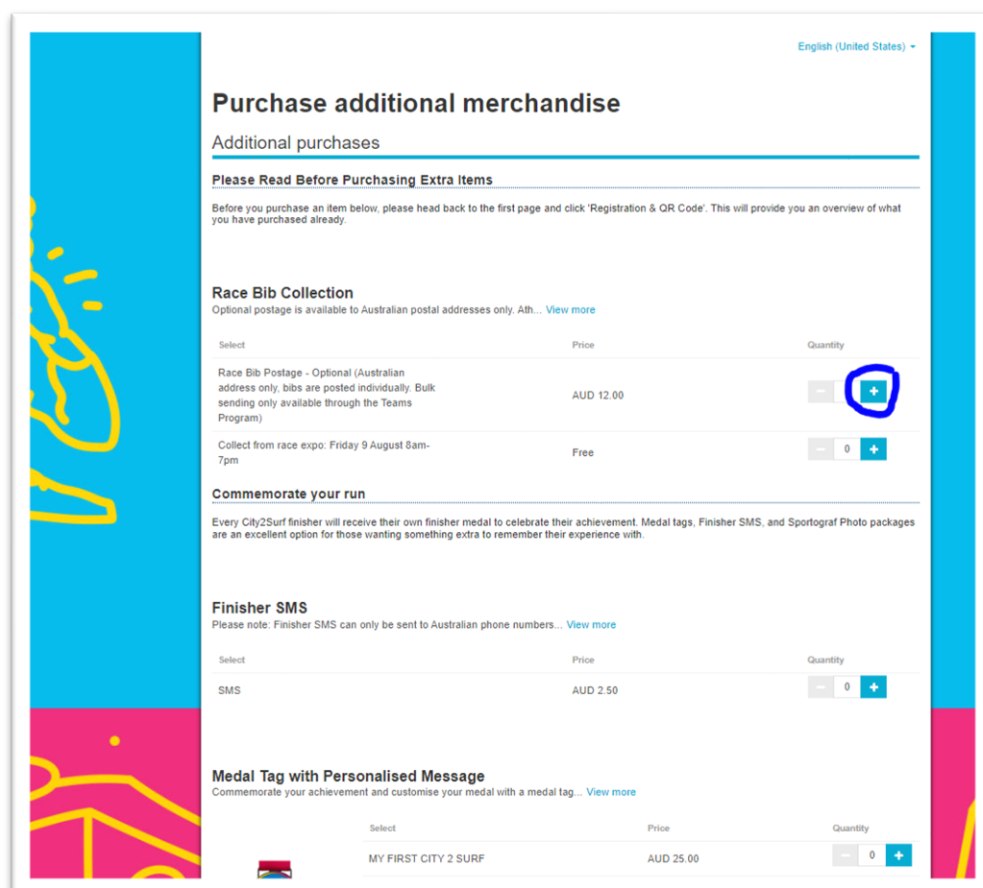 English (United States)
Purchase additional merchandise
Additional purchases
Please Read Before Purchasing Extra Items
Before you purchase an item below, please head back to the first page and click 'Registration & QR Code'. This will provide you an overview of what
you have purchased already.
Race Bib Collection
Optional postage is available to Australian postal addresses only. Ath... View more
Select Price Quantity
Race Bib Postage - Optional (Australian
address only, bibs are posted individually. Bulk
sending only available through the Teams
Program)
AUD 12.00
− +
Collect from race expo: Friday 9 August 8am-
7pm
Free
− 0 +
Commemorate your run
Every City2Surf finisher will receive their own finisher medal to celebrate their achievement. Medal tags, Finisher SMS, and Sportograf Photo packages
are an excellent option for those wanting something extra to remember their experience with.
Finisher SMS
Please note: Finisher SMS can only be sent to Australian phone numbers... View more
Select Price Quantity
SMS AUD 2.50 − 0 +
Medal Tag with Personalised Message
Commemorate your achievement and customise your medal with a medal tag... View more
Select Price Quantity
MY FIRST CITY 2 SURF AUD 25.00 − 0 +